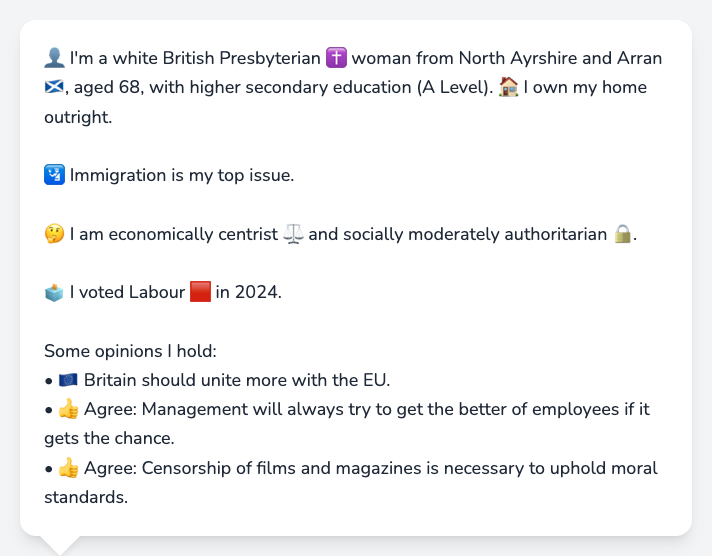 👤 I'm a white British Presbyterian ✝️ woman from North Ayrshire and Arran
🏴󠁧󠁢󠁳󠁣󠁴󠁿, aged 68, with higher secondary education (A Level). 🏠 I own my home
outright.
🛂 Immigration is my top issue.
🤔 I am economically centrist ⚖️ and socially moderately authoritarian 🔒.
🗳️ I voted Labour 🟥 in 2024.
Some opinions I hold:
• 🇪🇺 Britain should unite more with the EU.
• 👍 Agree: Management will always try to get the better of employees if it
gets the chance.
• 👍 Agree: Censorship of films and magazines is necessary to uphold moral
standards.